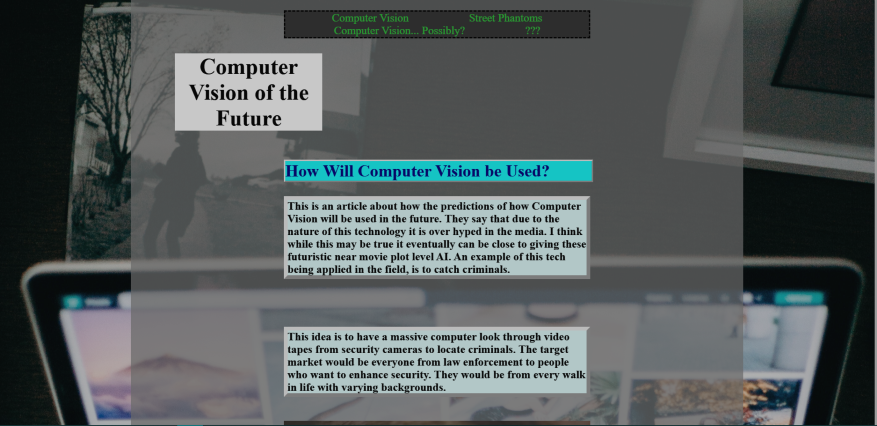 Computer Vision Street Phantoms
Computer Vision... Possibly? ???
Computer
Vision of the
Future
How Will Computer Vision be Used?
This is an article about how the predictions of how Computer
Vision will be used in the future. They say that due to the
nature of this technology it is over hyped in the media. I think
while this may be true it eventually can be close to giving these
futuristic near movie plot level AI. An example of this tech
being applied in the field, is to catch criminals.
This idea is to have a massive computer look through video
tapes from security cameras to locate criminals. The target
market would be everyone from law enforcement to people
who want to enhance security. They would be from every walk
in life with varying backgrounds.